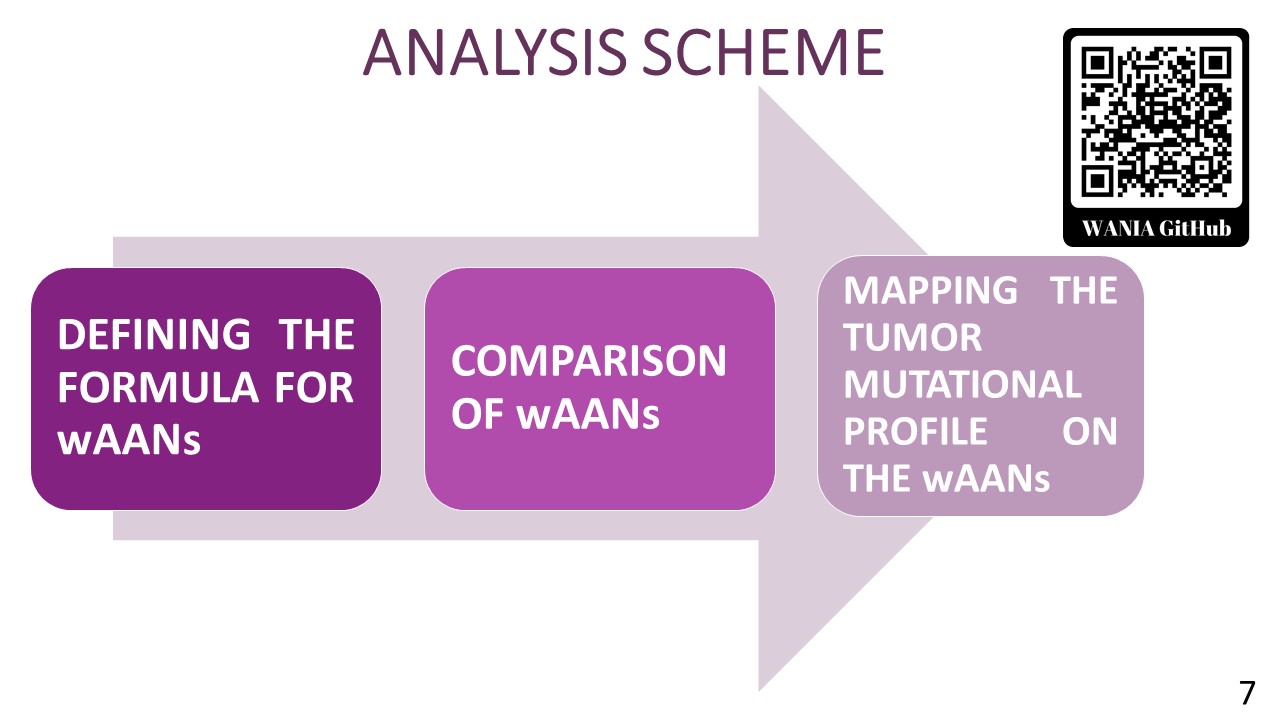 ANALYSIS SCHEME
WANIA GitHub
DEFINING THE
FORMULA FOR
wAANs
COMPARISON
OF wAANs
MAPPING THE
TUMOR
MUTATIONAL
PROFILE ON
THE wAANs
7